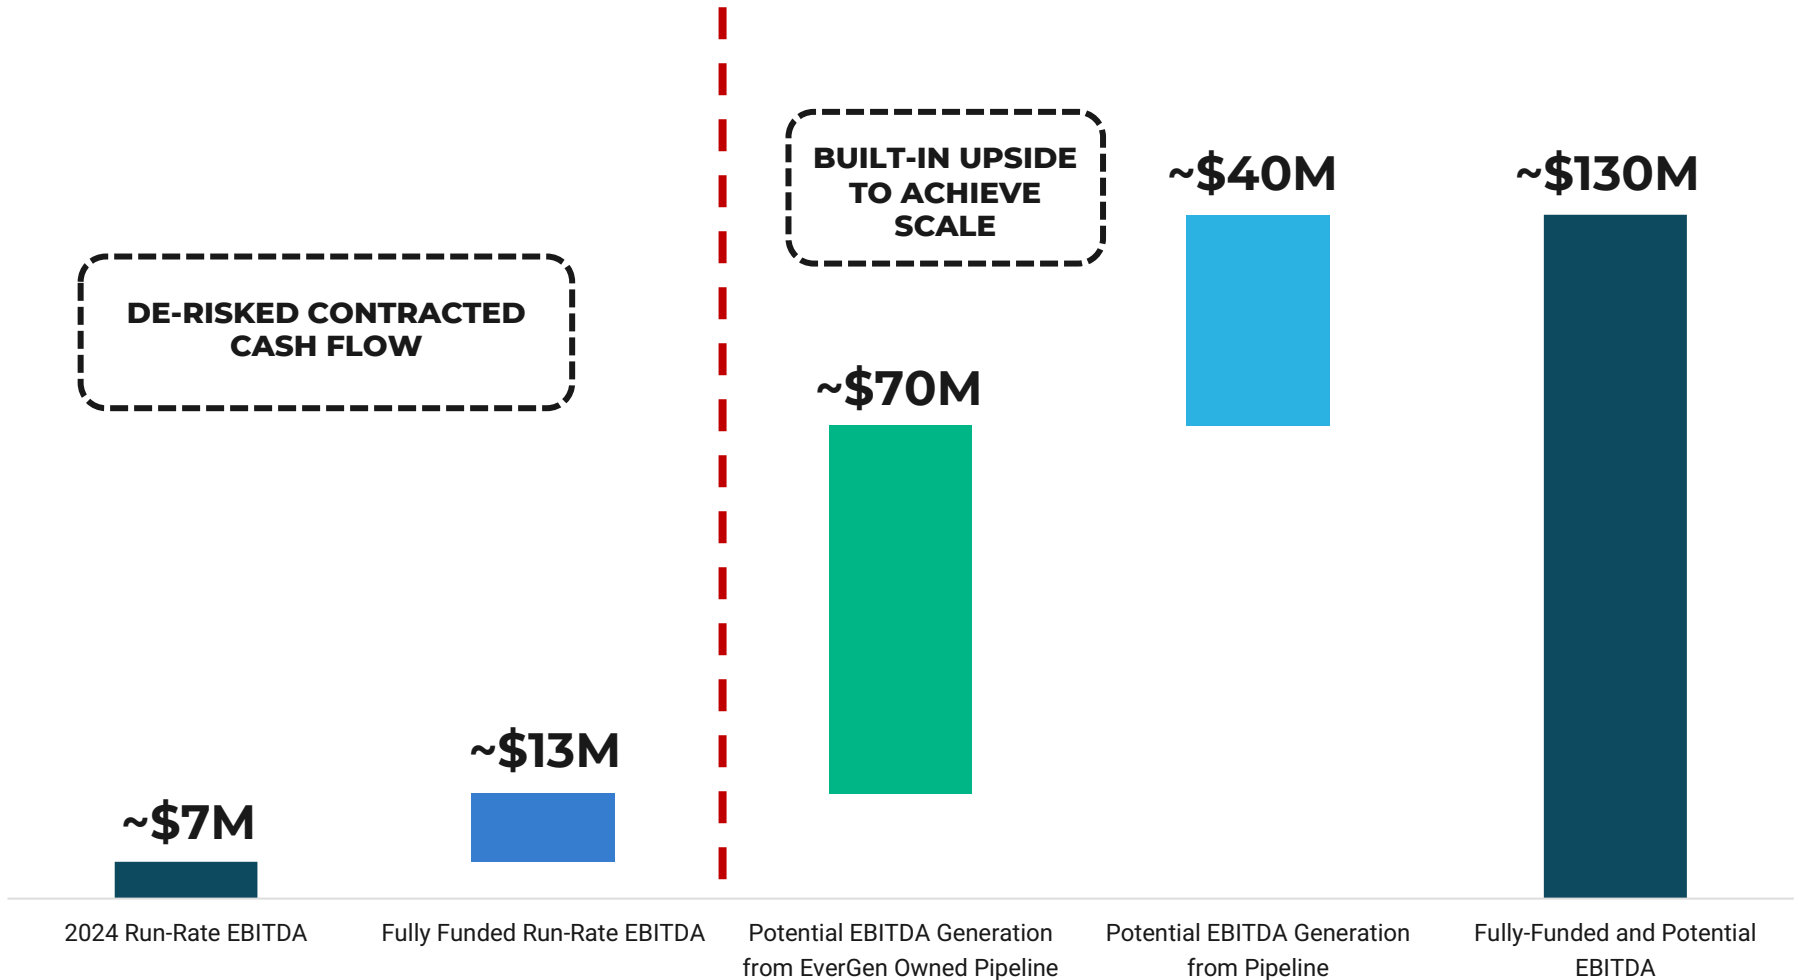 DE-RISKED CONTRACTED
CASH FLOW
BUILT-IN UPSIDE
TO ACHIEVE
SCALE
~$7M
~$13M
~$70M
~$40M
~$130M
2024 Run-Rate EBITDA
Fully Funded Run-Rate EBITDA
Potential EBITDA Generation
from EverGen Owned Pipeline
Potential EBITDA Generation
from Pipeline
Fully-Funded and Potential
EBITDA